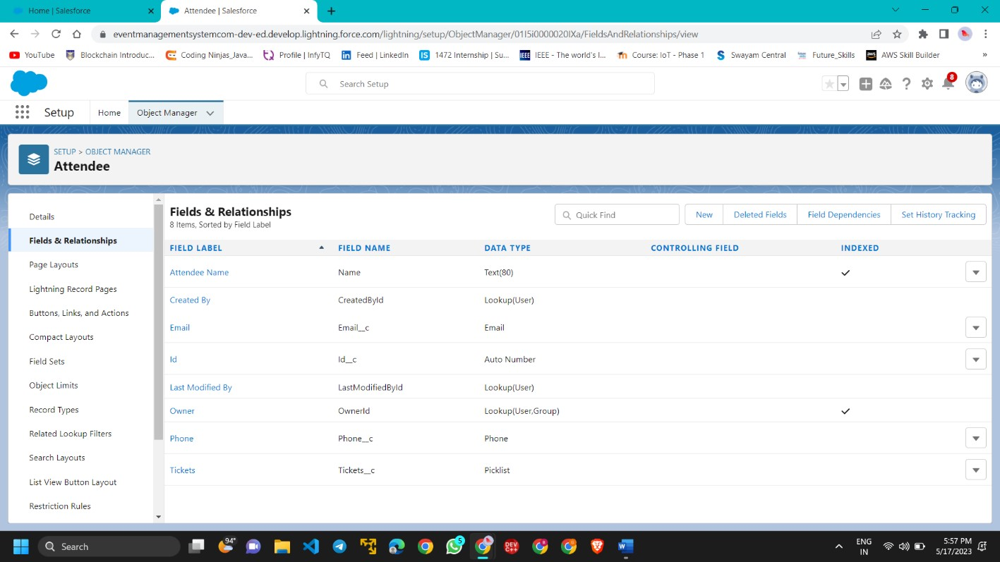 Home | Salesforce
Attendee | Salesforce
eventmanagementsystemcom-dev-ed.develop.lightning.force.com/lightning/setup/ObjectManager/01I5i0000020IXa/FieldsAndRelationships/view
YouTube Blockchain Introduc... Coding Ninjas_Java... Profile | InfyTQ Feed | LinkedIn 1472 Internship | Su... IEEE - The world's l... Course: IoT - Phase 1 Swayam Central Future_Skills AWS Skill Builder »
Search Setup
8
Setup Home Object Manager
SETUP > OBJECT MANAGER
Attendee
Details
Fields & Relationships
Page Layouts
Lightning Record Pages
Buttons, Links, and Actions
Compact Layouts
Field Sets
Object Limits
Record Types
Related Lookup Filters
Search Layouts
List View Button Layout
Restriction Rules
Fields & Relationships
8 Items, Sorted by Field Label
Quick Find New Deleted Fields Field Dependencies Set History Tracking
FIELD LABEL FIELD NAME DATA TYPE CONTROLLING FIELD INDEXED
Attendee Name Name Text(80)
Created By CreatedById Lookup(User)
Email Email__c Email
Id Id__c Auto Number
Last Modified By LastModifiedById Lookup(User)
Owner OwnerId Lookup(User,Group)
Phone Phone__c Phone
Tickets Tickets__c Picklist
Search 94° 5 DEV C++ ENG IN 5:57 PM
5/17/2023